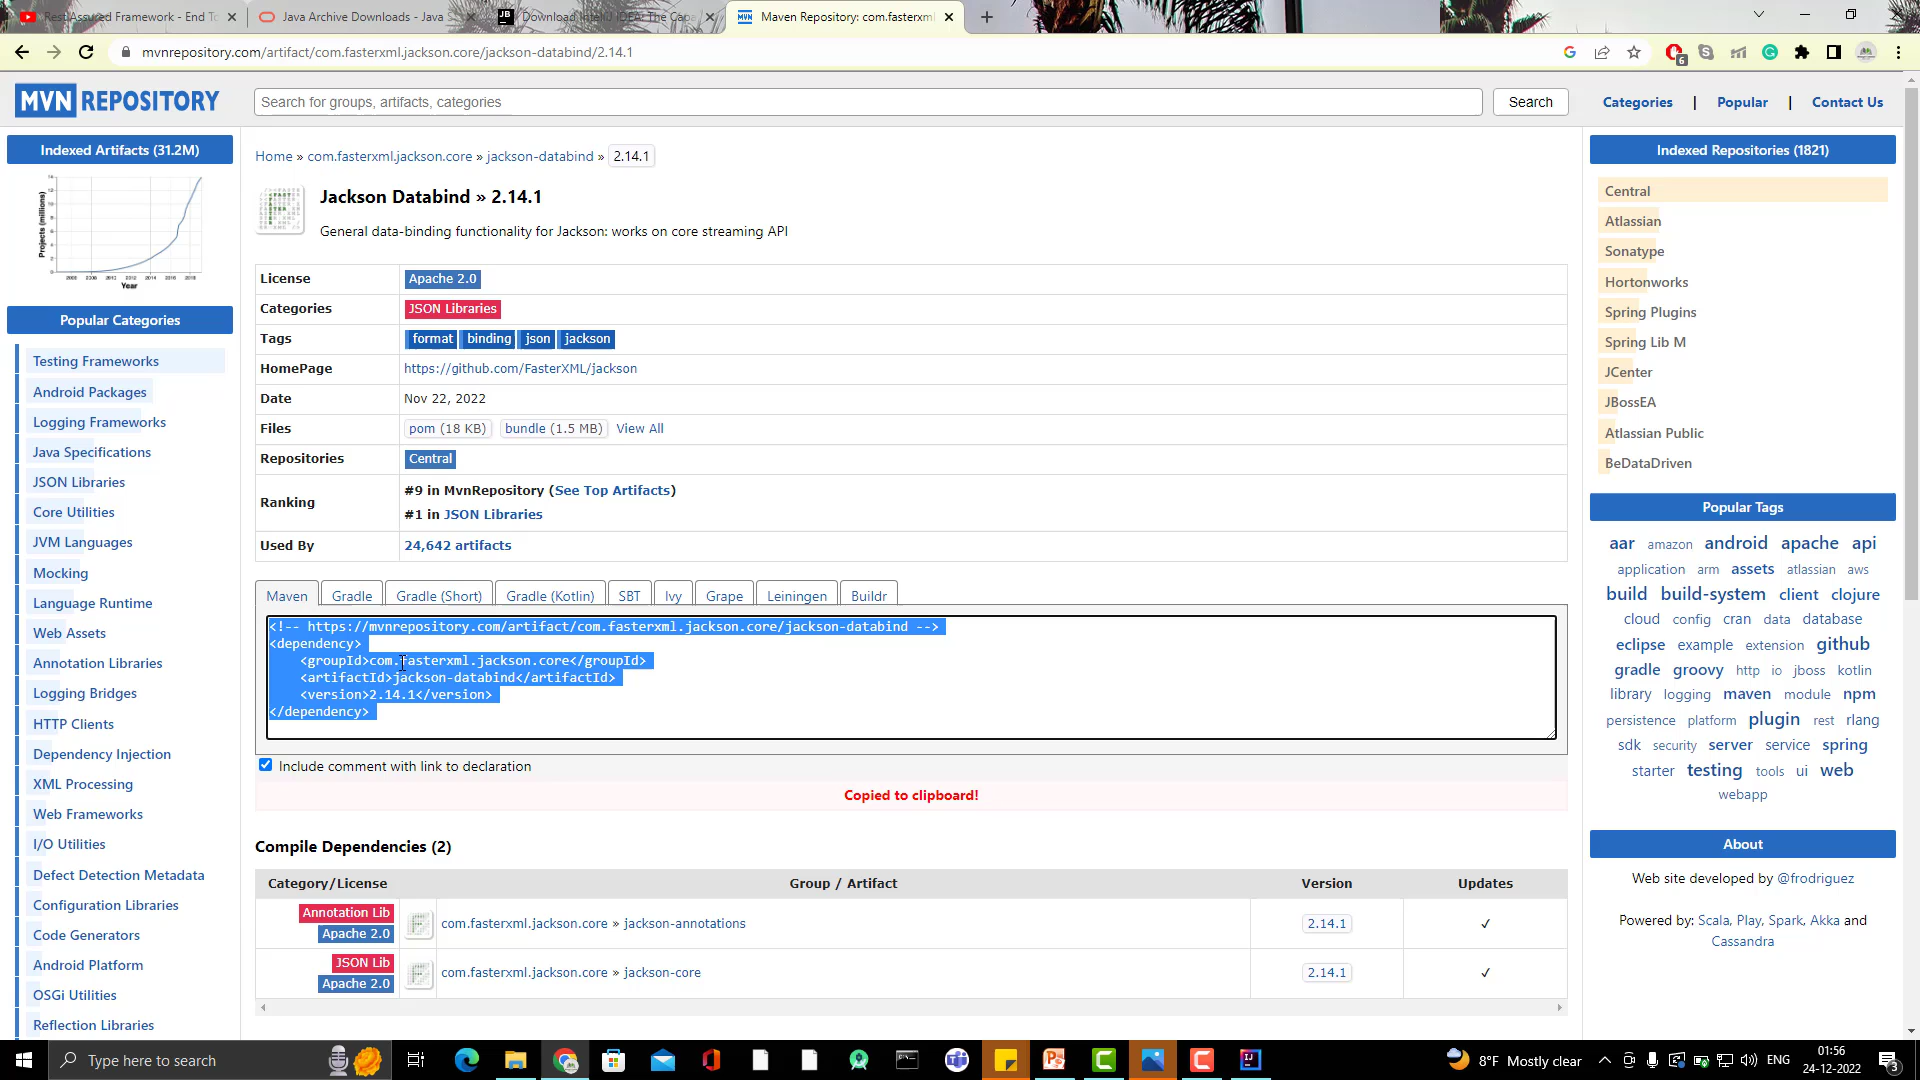 Rest Assured Framework - End To
Java Archive Downloads - Java S
Download IntelliJ IDEA: The Capa
Maven Repository: com.fasterxml
mvnrepository.com/artifact/com.fasterxml.jackson.core/jackson-databind/2.14.1
6
MVN REPOSITORY
Search for groups, artifacts, categories
Search
Categories | Popular | Contact Us
Indexed Artifacts (31.2M)
Projects (millions)
Year
Popular Categories
Testing Frameworks
Android Packages
Logging Frameworks
Java Specifications
JSON Libraries
Core Utilities
JVM Languages
Mocking
Language Runtime
Web Assets
Annotation Libraries
Logging Bridges
HTTP Clients
Dependency Injection
XML Processing
Web Frameworks
I/O Utilities
Defect Detection Metadata
Configuration Libraries
Code Generators
Android Platform
OSGi Utilities
Reflection Libraries
Home » com.fasterxml.jackson.core » jackson-databind » 2.14.1
Jackson Databind » 2.14.1
General data-binding functionality for Jackson: works on core streaming API
License Apache 2.0
Categories JSON Libraries
Tags format binding json jackson
HomePage https://github.com/FasterXML/jackson
Date Nov 22, 2022
Files pom (18 KB) bundle (1.5 MB) View All
Repositories Central
Ranking #9 in MvnRepository (See Top Artifacts)
#1 in JSON Libraries
Used By 24,642 artifacts
Maven Gradle Gradle (Short) Gradle (Kotlin) SBT Ivy Grape Leiningen Buildr
<!-- https://mvnrepository.com/artifact/com.fasterxml.jackson.core/jackson-databind -->
<dependency>
<groupId>com.fasterxml.jackson.core</groupId>
<artifactId>jackson-databind</artifactId>
<version>2.14.1</version>
</dependency>
Include comment with link to declaration
Copied to clipboard!
Compile Dependencies (2)
Category/License Group / Artifact Version Updates
Annotation Lib
Apache 2.0
com.fasterxml.jackson.core » jackson-annotations 2.14.1 ✓
JSON Lib
Apache 2.0
com.fasterxml.jackson.core » jackson-core 2.14.1 ✓
Indexed Repositories (1821)
Central
Atlassian
Sonatype
Hortonworks
Spring Plugins
Spring Lib M
JCenter
JBossEA
Atlassian Public
BeDataDriven
Popular Tags
aar amazon android apache api
application arm assets atlassian aws
build build-system client clojure
cloud config cran data database
eclipse example extension github
gradle groovy http io jboss kotlin
library logging maven module npm
persistence platform plugin rest rlang
sdk security server service spring
starter testing tools ui web
webapp
About
Web site developed by @frodriguez
Powered by: Scala, Play, Spark, Akka and
Cassandra
Type here to search
8°F Mostly clear
ENG
01:56
24-12-2022
3